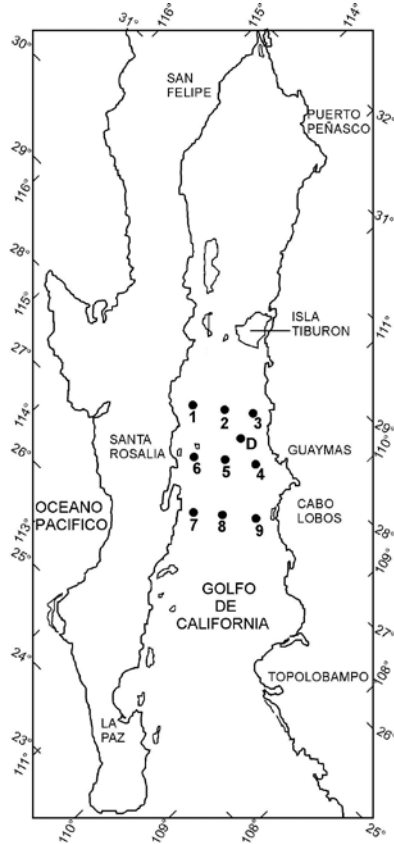 31°
116°
115°
114°
30°
SAN
FELIPE
PUERTO
PEÑASCO
32°
29°
116°
31°
28°
115°
ISLA
TIBURON
111°
27°
114°
1
2
3
29°
110°
SANTA
ROSALIA
D
GUAYMAS
26°
6
5
4
OCEANO
PACIFICO
CABO
LOBOS
113°
7
8
9
28°
25°
109°
GOLFO
DE
CALIFORNIA
27°
24°
TOPOLOBAMPO
108°
LA
PAZ
23°
111°
26°
110°
109°
108°
25°